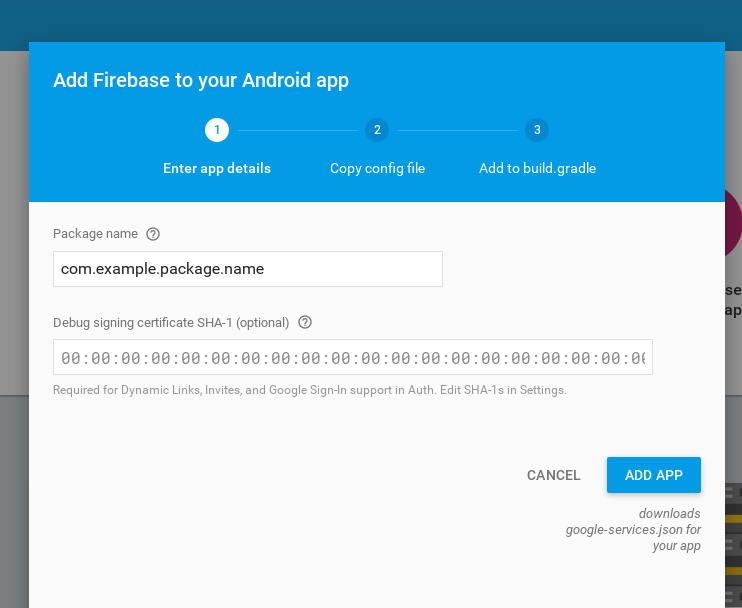 Add Firebase to your Android app
1
2
3
Enter app details
Copy config file
Add to build.gradle
Package name
com.example.package.name
Debug signing certificate SHA-1 (optional)
00:00:00:00:00:00:00:00:00:00:00:00:00:00:00:00:00:00:00:00
Required for Dynamic Links, Invites, and Google Sign-In support in Auth. Edit SHA-1s in Settings.
CANCEL
ADD APP
downloads
google-services.json for
your app
se
ap